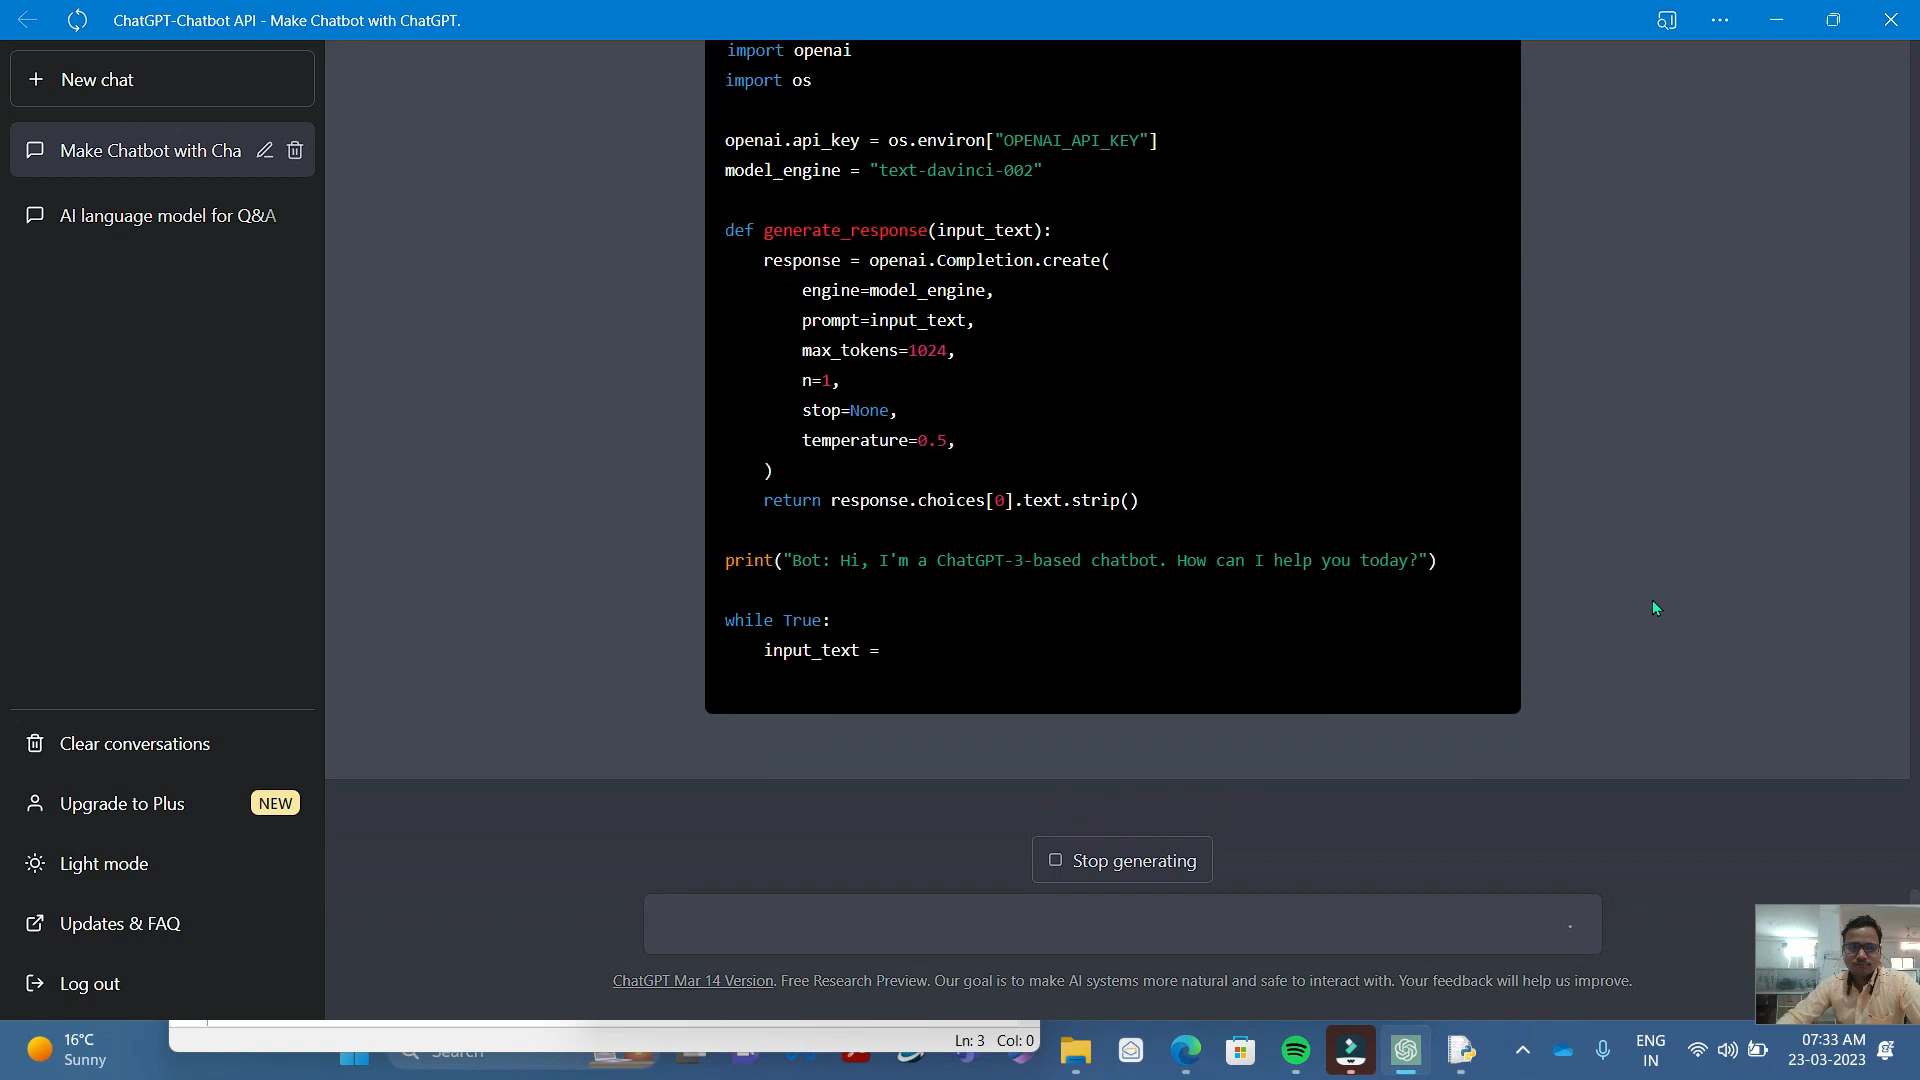 ChatGPT-Chatbot API - Make Chatbot with ChatGPT.
New chat
Make Chatbot with Cha
AI language model for Q&A
import openai
import os
openai.api_key = os.environ["OPENAI_API_KEY"]
model_engine = "text-davinci-002"
def generate_response(input_text):
response = openai.Completion.create(
engine=model_engine,
prompt=input_text,
max_tokens=1024,
n=1,
stop=None,
temperature=0.5,
)
return response.choices[0].text.strip()
print("Bot: Hi, I'm a ChatGPT-3-based chatbot. How can I help you today?")
while True:
input_text =
Clear conversations
Upgrade to Plus NEW
Light mode
Updates & FAQ
Log out
Stop generating
ChatGPT Mar 14 Version. Free Research Preview. Our goal is to make AI systems more natural and safe to interact with. Your feedback will help us improve.
Ln: 3 Col: 0
16°C
Sunny
Search
ENG
IN
07:33 AM
23-03-2023